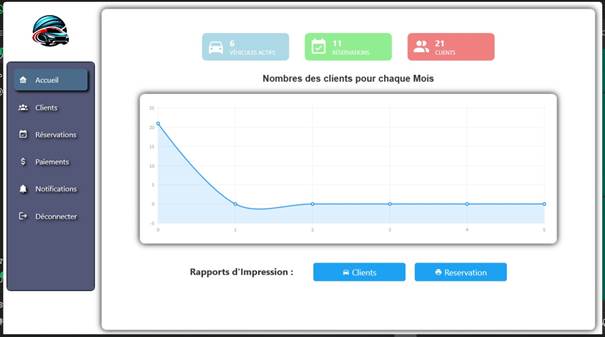 Accueil
Clients
Réservations
Paiements
Notifications
Déconnecter
6
VÉHICULES ACTIFS
11
RÉSERVATIONS
21
CLIENTS
Nombres des clients pour chaque Mois
25
20
15
10
5
0
-5
0 1 2 3 4 5
Rapports d'Impression :
Clients
Reservation